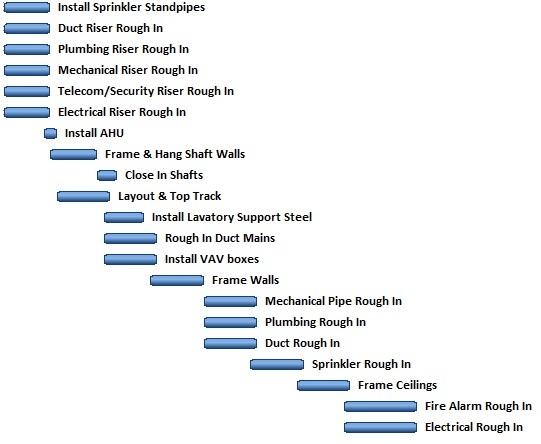 Install Sprinkler Standpipes
Duct Riser Rough In
Plumbing Riser Rough In
Mechanical Riser Rough In
Telecom/Security Riser Rough In
Electrical Riser Rough In
Install AHU
Frame & Hang Shaft Walls
Close In Shafts
Layout & Top Track
Install Lavatory Support Steel
Rough In Duct Mains
Install VAV boxes
Frame Walls
Mechanical Pipe Rough In
Plumbing Rough In
Duct Rough In
Sprinkler Rough In
Frame Ceilings
Fire Alarm Rough In
Electrical Rough In